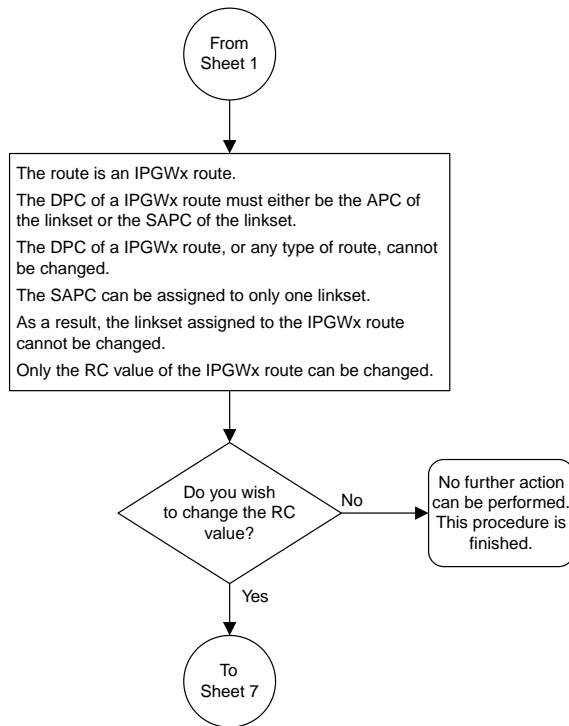 From
Sheet 1
The route is an IPGWx route.
The DPC of a IPGWx route must either be the APC of
the linkset or the SAPC of the linkset.
The DPC of a IPGWx route, or any type of route, cannot
be changed.
The SAPC can be assigned to only one linkset.
As a result, the linkset assigned to the IPGWx route
cannot be changed.
Only the RC value of the IPGWx route can be changed.
Do you wish
to change the RC
value?
No
No further action
can be performed.
This procedure is
finished.
Yes
To
Sheet 7